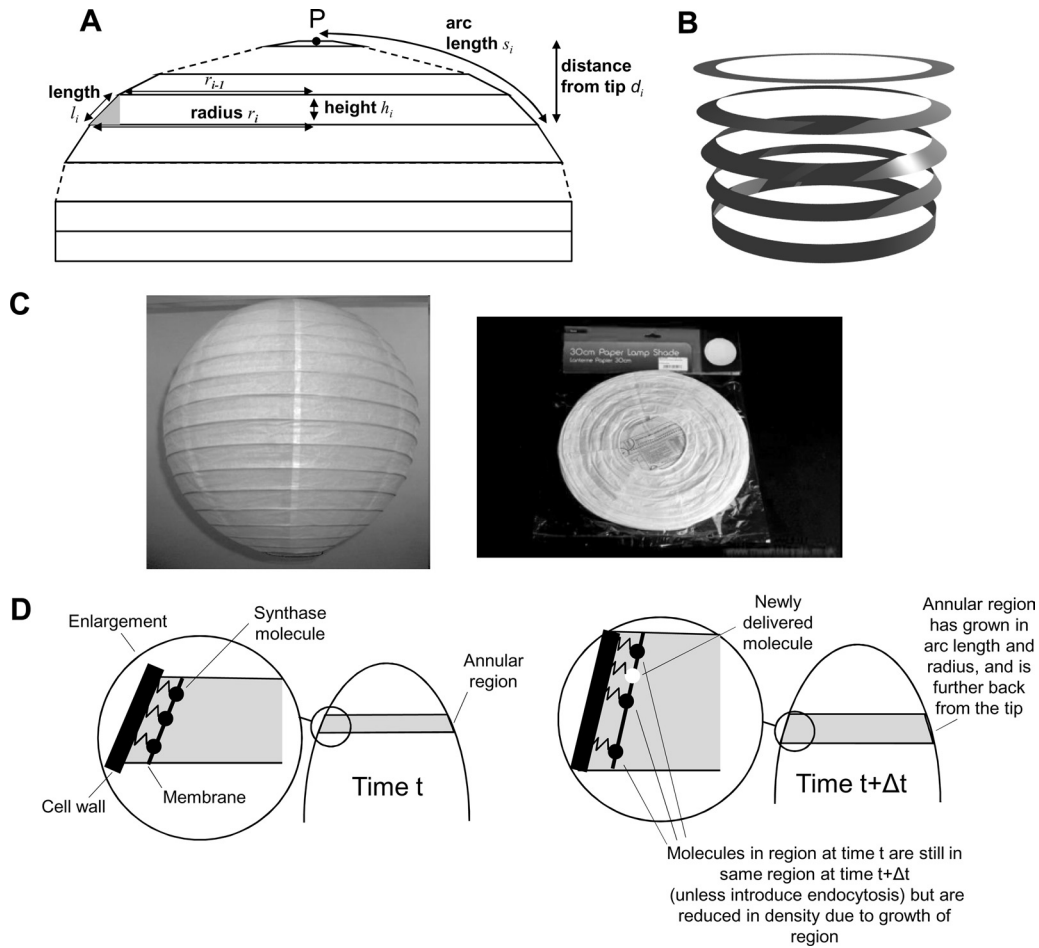 A
P
arc
length sᵢ
distance
from tip dᵢ
length
lᵢ
rᵢ₋₁
height hᵢ
radius rᵢ
B
C
30cm Paper Lamp Shade
Lanterne Papier 30cm
D
Enlargement
Synthase
molecule
Annular
region
Cell wall
Membrane
Time t
Newly
delivered
molecule
Annular region
has grown in
arc length and
radius, and is
further back
from the tip
Time t+Δt
Molecules in region at time t are still in
same region at time t+Δt
(unless introduce endocytosis) but are
reduced in density due to growth of
region